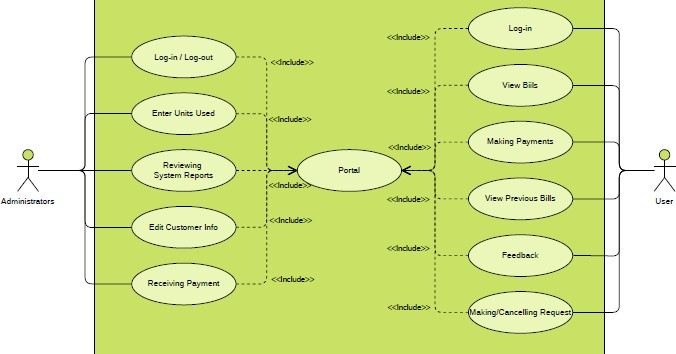 Log-in / Log-out
Enter Units Used
Reviewing
System Reports
Edit Customer Info
Receiving Payment
Administrators
<<Include>>
<<Include>>
<<Include>>
<<Include>>
<<Include>>
Portal
<<Include>>
<<Include>>
<<Include>>
<<Include>>
<<Include>>
<<Include>>
Log-in
View Bills
Making Payments
View Previous Bills
Feedback
Making/Cancelling Request
User